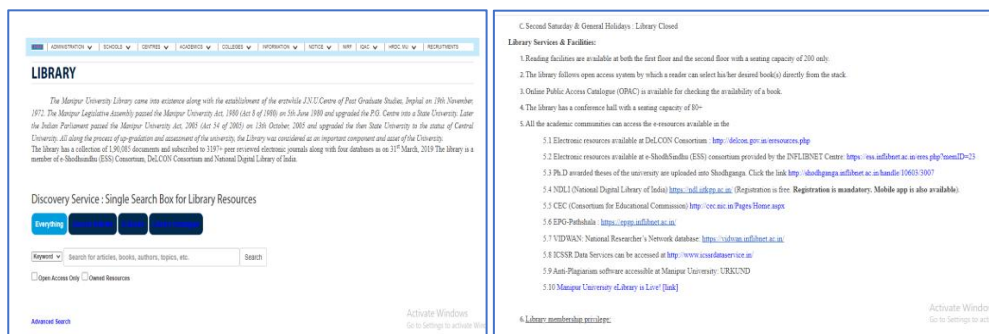 ADMINISTRATION SCHOOLS CENTRES ACADEMICS COLLEGES INFORMATION NOTICE NIRF IQAC HRDC, MU RECRUITMENTS
LIBRARY
The Manipur University Library came into existence along with the establishment of the erstwhile J.N.U.Centre of Post Graduate Studies, Imphal on 19th November,
1972. The Manipur Legislative Assembly passed the Manipur University Act, 1980 (Act 8 of 1980) on 5th June 1980 and upgraded the P.G. Centre into a State University. Later
the Indian Parliament passed the Manipur University Act, 2005 (Act 54 of 2005) on 13th October, 2005 and upgraded the then State University to the status of Central
University. All along the process of up-gradation and assessment of the university, the Library was considered as an important component and asset of the University.
The library has a collection of 1,90,085 documents and subscribed to 3197+ peer reviewed electronic journals along with four databases as on 31st March, 2019 The library is a
member of e-Shodhsindhu (ESS) Consortium, DeLCON Consortium and National Digital Library of India.
Discovery Service : Single Search Box for Library Resources
Everything
Keyword Search for articles, books, authors, topics, etc. Search
Open Access Only Owned Resources
Advanced Search
Activate Windows
Go to Settings to activate Win
C. Second Saturday & General Holidays : Library Closed
Library Services & Facilities:
1. Reading facilities are available at both the first floor and the second floor with a seating capacity of 200 only.
2. The library follows open access system by which a reader can select his/her desired book(s) directly from the stack.
3. Online Public Access Catalogue (OPAC) is available for checking the availability of a book.
4. The library has a conference hall with a seating capacity of 80+
5. All the academic communities can access the e-resources available in the
5.1 Electronic resources available at DeLCON Consortium : http://delcon.gov.in/eresources.php
5.2 Electronic resources available at e-ShodhSindhu (ESS) consortium provided by the INFLIBNET Centre: https://ess.inflibnet.ac.in/eres.php?memID=23
5.3 Ph.D awarded theses of the university are uploaded into Shodhganga. Click the link http://shodhganga.inflibnet.ac.in/handle/10603/3007
5.4 NDLI (National Digital Library of India) https://ndl.iitkgp.ac.in/ (Registration is free. Registration is mandatory. Mobile app is also available).
5.5 CEC (Consortium for Educational Commission) http://cec.nic.in/Pages/Home.aspx
5.6 EPG-Pathshala : https://epgp.inflibnet.ac.in/
5.7 VIDWAN: National Researcher's Network database: https://vidwan.inflibnet.ac.in/
5.8 ICSSR Data Services can be accessed at http://www.icssrdataservice.in/
5.9 Anti-Plagiarism software accessible at Manipur University: URKUND
5.10 Manipur University eLibrary is Live! [link]
6. Library membership privilege:
Activate Windo
Go to Settings to act